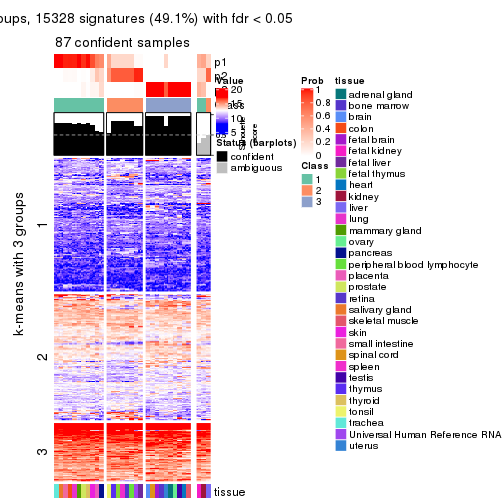 oups, 15328 signatures (49.1%) with fdr < 0.05
87 confident samples
p1
p2
p3
Class
Silhouette
score
k-means with 3 groups
1
2
3
tissue
Value
20
15
10
5
0
Status (barplots)
confident
ambiguous
Prob
1
0.8
0.6
0.4
0.2
0
Class
1
2
3
tissue
adrenal gland
bone marrow
brain
colon
fetal brain
fetal kidney
fetal liver
fetal thymus
heart
kidney
liver
lung
mammary gland
ovary
pancreas
peripheral blood lymphocyte
placenta
prostate
retina
salivary gland
skeletal muscle
skin
small intestine
spinal cord
spleen
testis
thymus
thyroid
tonsil
trachea
Universal Human Reference RNA
uterus